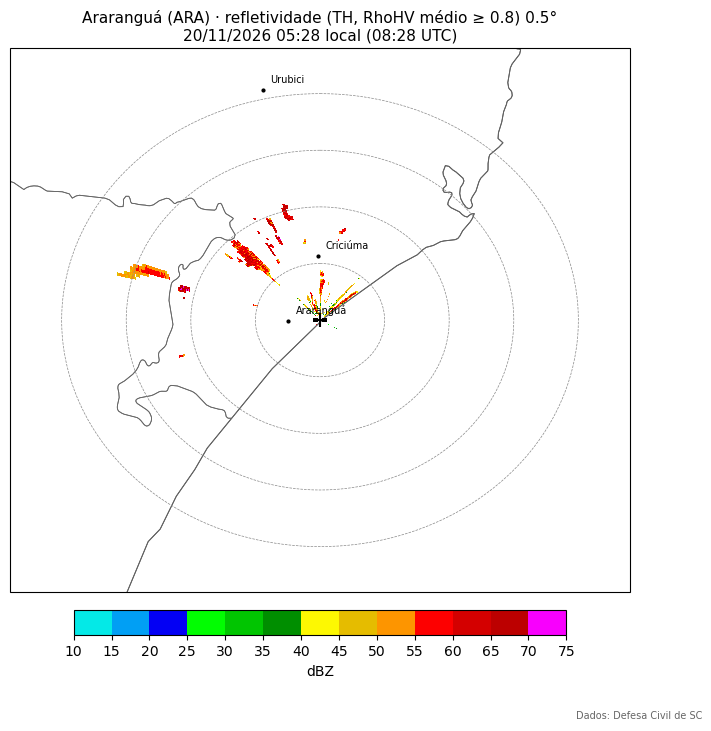 Araranguá (ARA) · refletividade (TH, RhoHV médio ≥ 0.8) 0.5°
20/11/2026 05:28 local (08:28 UTC)
Urubici
Criciúma
Araranguá
10 15 20 25 30 35 40 45 50 55 60 65 70 75
dBZ
Dados: Defesa Civil de SC